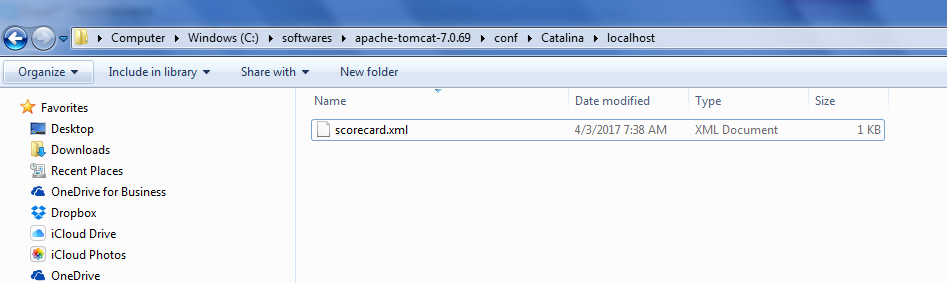 Computer Windows (C:) softwares apache-tomcat-7.0.69 conf Catalina localhost
Organize Include in library Share with New folder
Name Date modified Type Size
scorecard.xml 4/3/2017 7:38 AM XML Document 1 KB
Favorites
Desktop
Downloads
Recent Places
OneDrive for Business
Dropbox
iCloud Drive
iCloud Photos
OneDrive